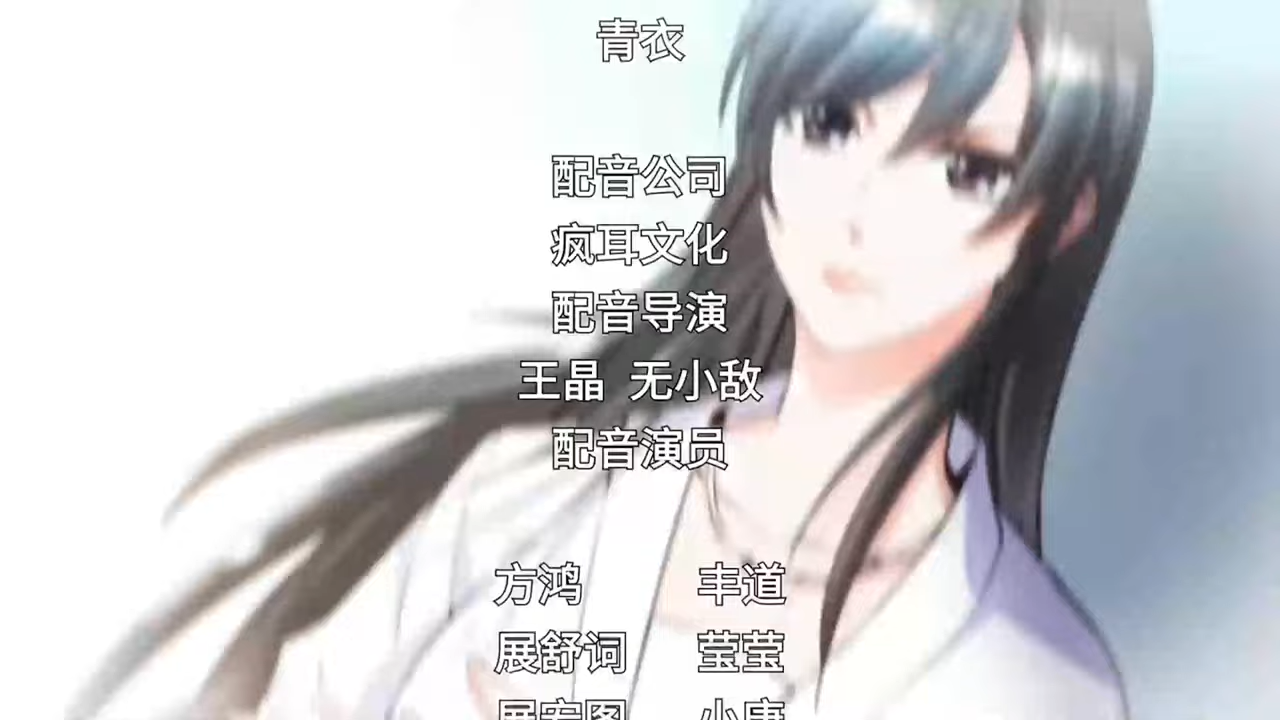 青衣
配音公司
疯耳文化
配音导演
王晶 无小敌
配音演员
方鸿 丰道
展舒词 莹莹